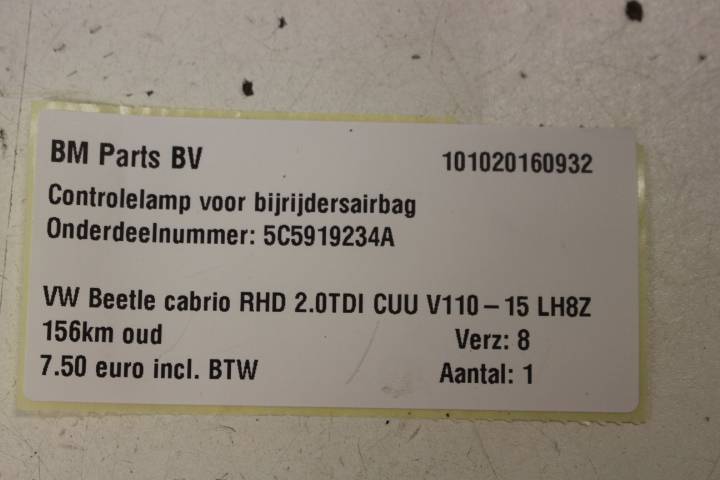 BM Parts BV 101020160932
Controlelamp voor bijrijdersairbag
Onderdeelnummer: 5C5919234A
VW Beetle cabrio RHD 2.0TDI CUU V110-15 LH8Z
156km oud Verz: 8
7.50 euro incl. BTW Aantal: 1